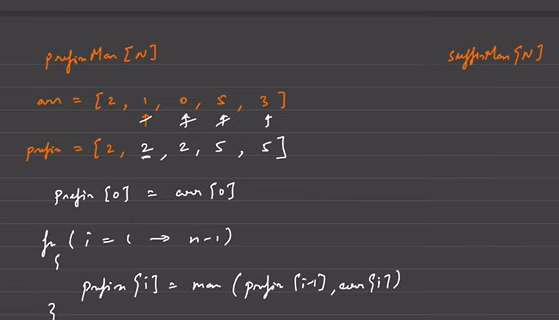 prefixMax [N]
suffixMax [N]
arr = [2, 1, 0, 5, 3]
prefix = [2, 2, 2, 5, 5]
prefix [0] = arr [0]
for ( i = 1 → n-1)
{
prefix [i] = max ( prefix [i-1], arr [i])
}